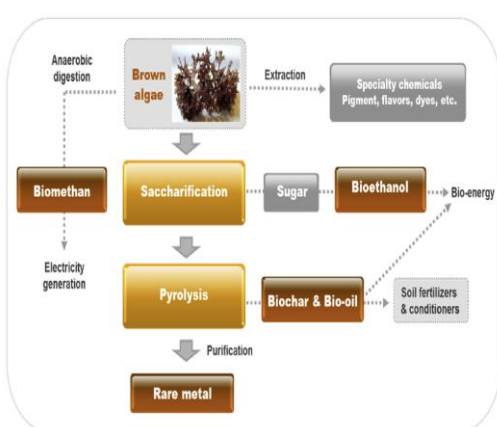 Anaerobic
digestion
Brown
algae
Extraction
Specialty chemicals
Pigment, flavors, dyes, etc.
Biomethan
Saccharification
Sugar
Bioethanol
Bio-energy
Electricity
generation
Pyrolysis
Biochar & Bio-oil
Soil fertilizers
& conditioners
Purification
Rare metal